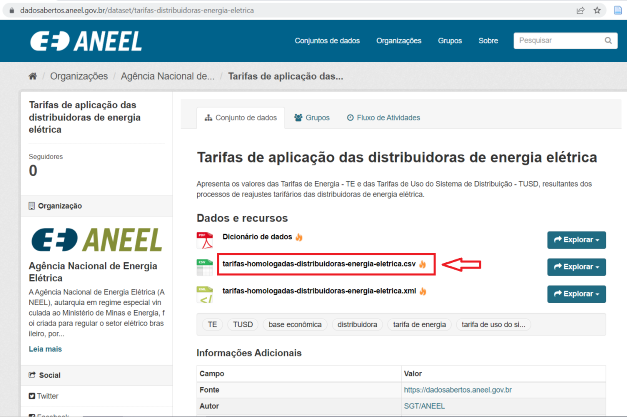 dadosabertos.aneel.gov.br/dataset/tarifas-distribuidoras-energia-eletrica
ANEEL
Conjuntos de dados
Organizações
Grupos
Sobre
Pesquisar
/ Organizações / Agência Nacional de... / Tarifas de aplicação das...
Tarifas de aplicação das
distribuidoras de energia
elétrica
Seguidores
0
Organização
ANEEL
Agência Nacional de Energia
Elétrica
A Agência Nacional de Energia Elétrica (A
NEEL), autarquia em regime especial vin
culada ao Ministério de Minas e Energia, f
oi criada para regular o setor elétrico bras
ileiro, por...
Leia mais
Social
Twitter
Facebook
Conjunto de dados
Grupos
Fluxo de Atividades
Tarifas de aplicação das distribuidoras de energia elétrica
Apresenta os valores das Tarifas de Energia - TE e das Tarifas de Uso do Sistema de Distribuição - TUSD, resultantes dos
processos de reajustes tarifários das distribuidoras de energia elétrica.
Dados e recursos
Dicionário de dados
Explorar
tarifas-homologadas-distribuidoras-energia-eletrica.csv
Explorar
tarifas-homologadas-distribuidoras-energia-eletrica.xml
Explorar
TE
TUSD
base econômica
distribuidora
tarifa de energia
tarifa de uso do si...
Informações Adicionais
Campo
Valor
Fonte
https://dadosabertos.aneel.gov.br
Autor
SGT/ANEEL